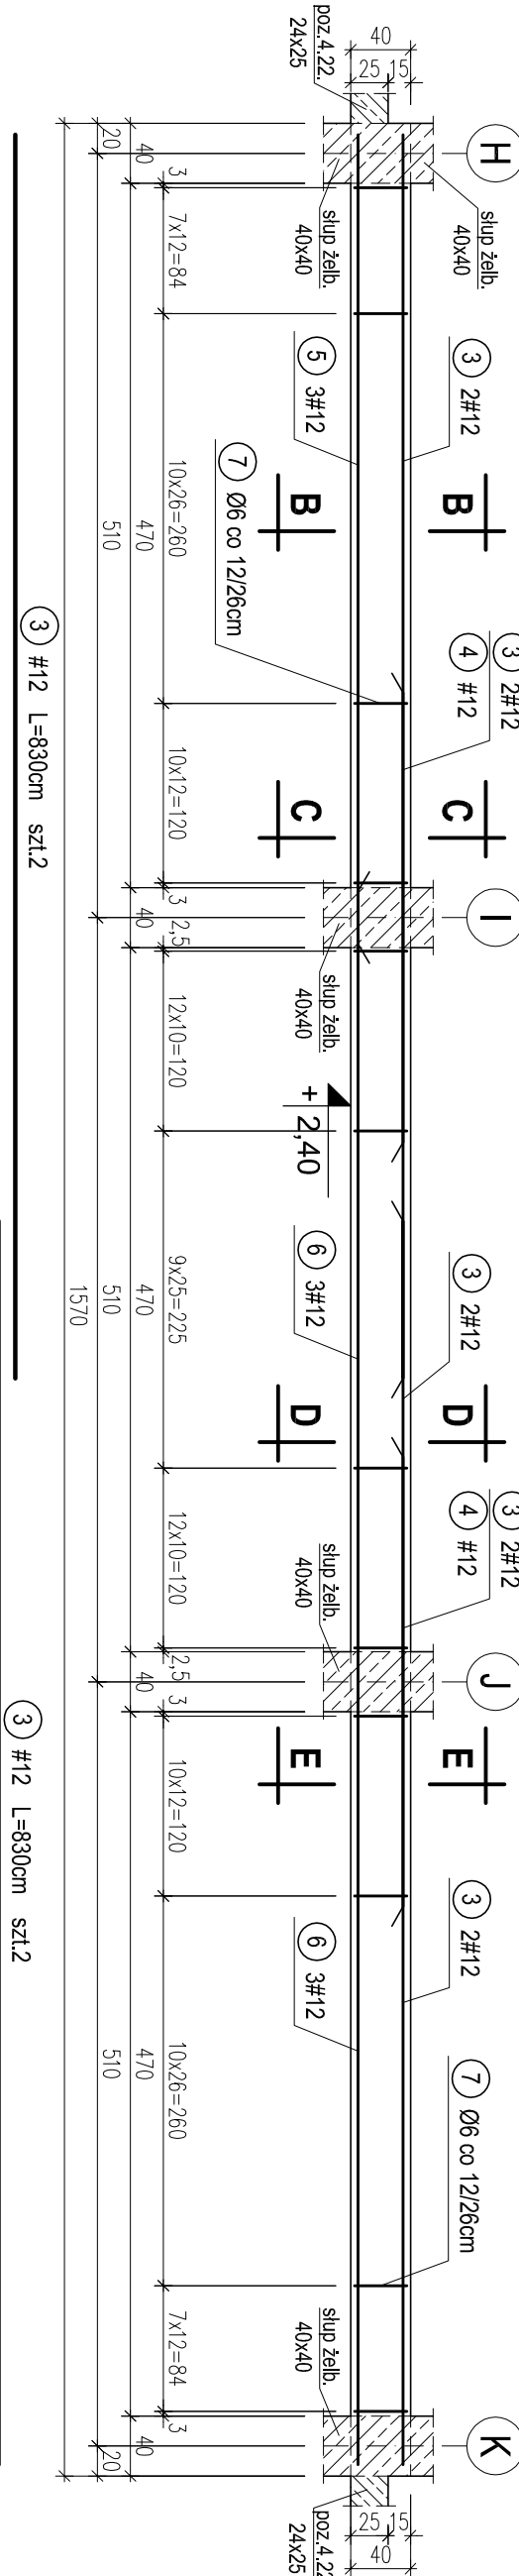 H
I
J
K
40
25
15
poz.4.22.
24x25
słup żelb.
40x40
słup żelb.
40x40
3 2#12
5 3#12
7 Ø6 co 12/26cm
B
B
3 2#12
4 #12
C
C
słup żelb.
40x40
+ 2,40
3 2#12
6 3#12
D
D
3 2#12
4 #12
słup żelb.
40x40
E
E
3 2#12
6 3#12
7 Ø6 co 12/26cm
słup żelb.
40x40
25
15
40
poz.4.22
24x25
3
7x12=84
10x26=260
10x12=120
3
2,5
12x10=120
9x25=225
12x10=120
2,5
3
10x12=120
10x26=260
7x12=84
3
40
470
40
470
40
470
40
20
510
510
510
20
1570
3 #12 L=830cm szt.2
3 #12 L=830cm szt.2